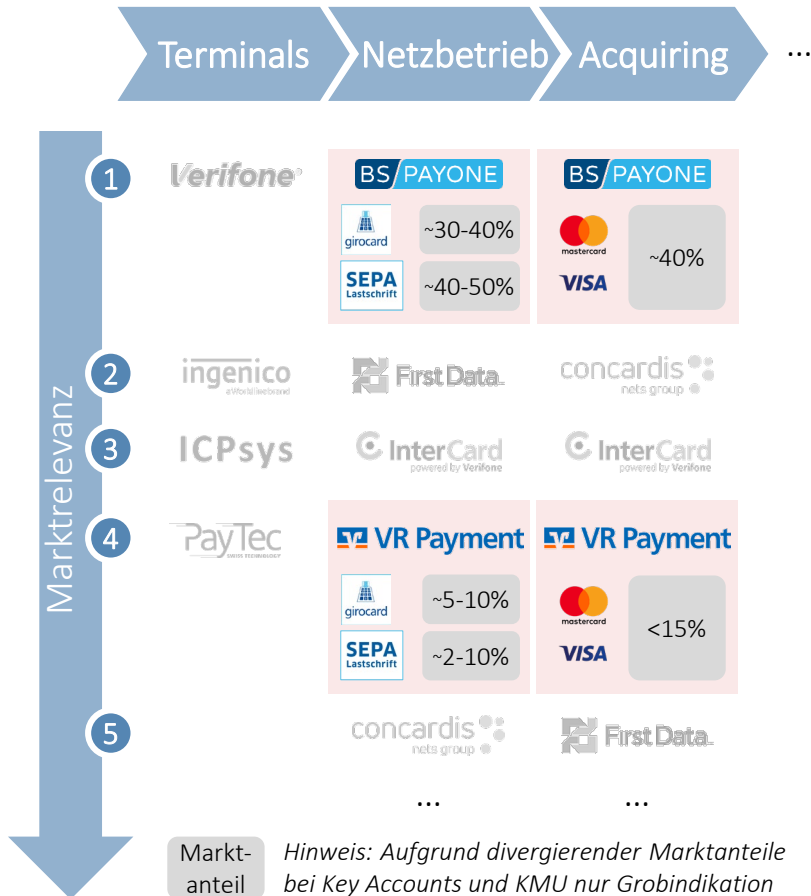 Terminals
Netzbetrieb
Acquiring
...
Marktrelevanz
1
Verifone
BS PAYONE
BS PAYONE
girocard
~30-40%
SEPA
Lastschrift
~40-50%
mastercard
VISA
~40%
2
ingenico
a Worldline brand
First Data
concardis
nets group
3
ICPsys
InterCard
powered by Verifone
InterCard
powered by Verifone
4
PayTec
SWISS TECHNOLOGY
VR Payment
VR Payment
girocard
~5-10%
SEPA
Lastschrift
~2-10%
mastercard
VISA
<15%
5
concardis
nets group
First Data
...
...
Markt-
anteil
Hinweis: Aufgrund divergierender Marktanteile
bei Key Accounts und KMU nur Grobindikation